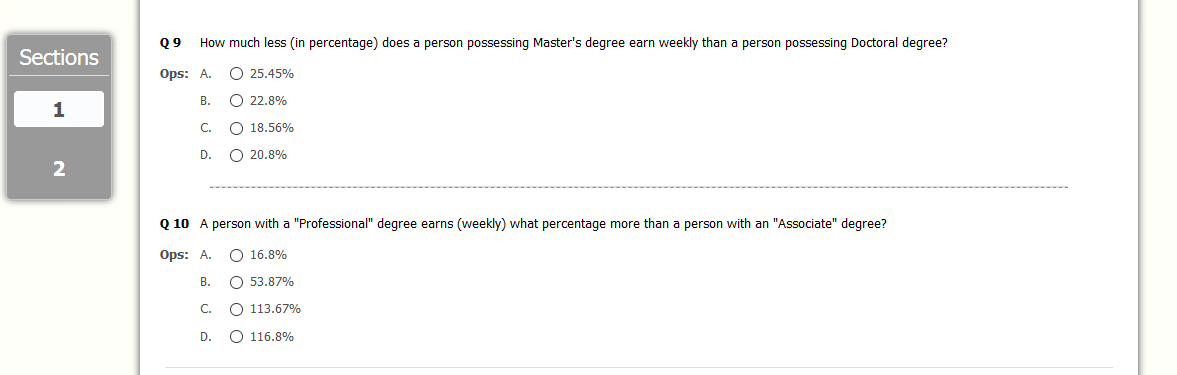 Sections
1
2
Q 9 How much less (in percentage) does a person possessing Master's degree earn weekly than a person possessing Doctoral degree?
Ops: A. 25.45%
B. 22.8%
C. 18.56%
D. 20.8%
Q 10 A person with a "Professional" degree earns (weekly) what percentage more than a person with an "Associate" degree?
Ops: A. 16.8%
B. 53.87%
C. 113.67%
D. 116.8%